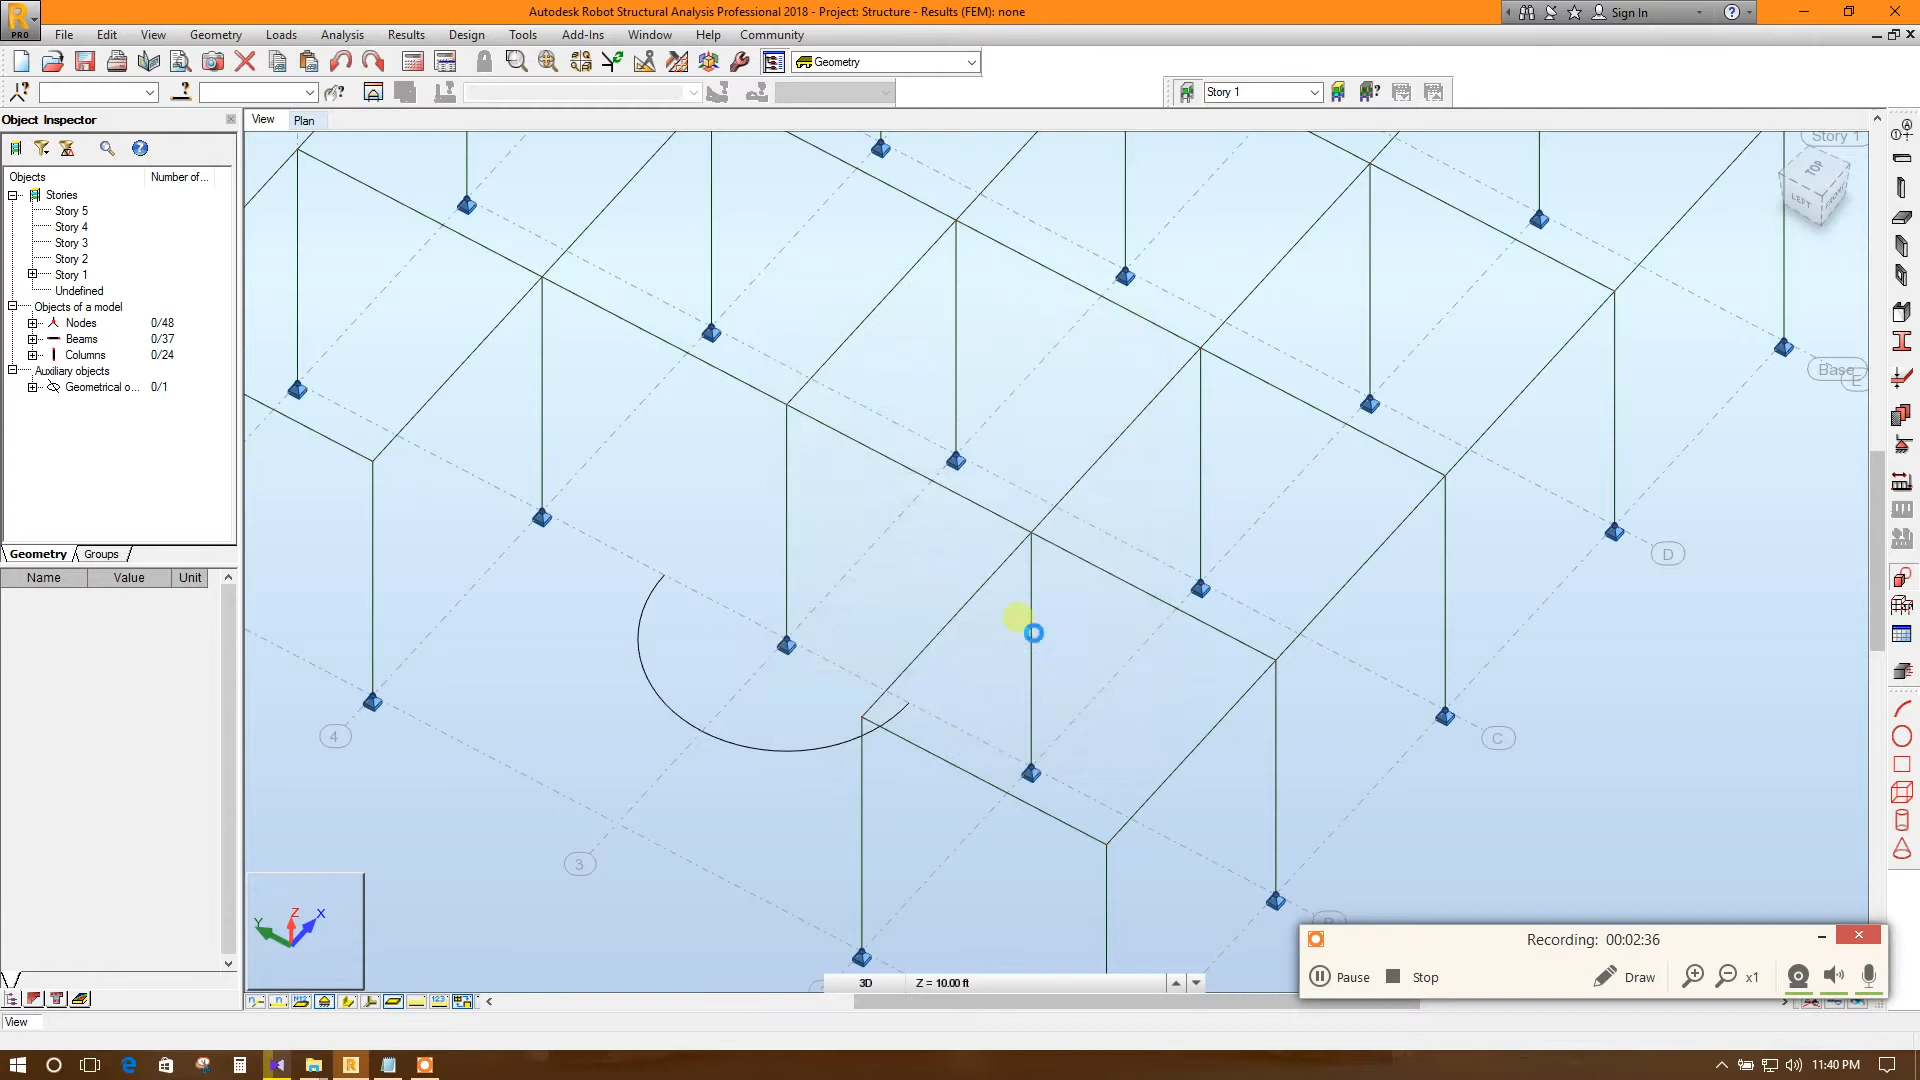 Autodesk Robot Structural Analysis Professional 2018 - Project: Structure - Results (FEM): none
Sign In
PRO
File Edit View Geometry Loads Analysis Results Design Tools Add-Ins Window Help Community
Geometry
Story 1
Object Inspector
View Plan
Objects Number of...
Stories
Story 5
Story 4
Story 3
Story 2
Story 1
Undefined
Objects of a model
Nodes 0/48
Beams 0/37
Columns 0/24
Auxiliary objects
Geometrical o... 0/1
Geometry Groups
Name Value Unit
Story 1
TOP
LEFT
Base
E
D
C
4
3
Z
X
Y
3D Z = 10.00 ft
Recording: 00:02:36
Pause Stop Draw x1
View
11:40 PM